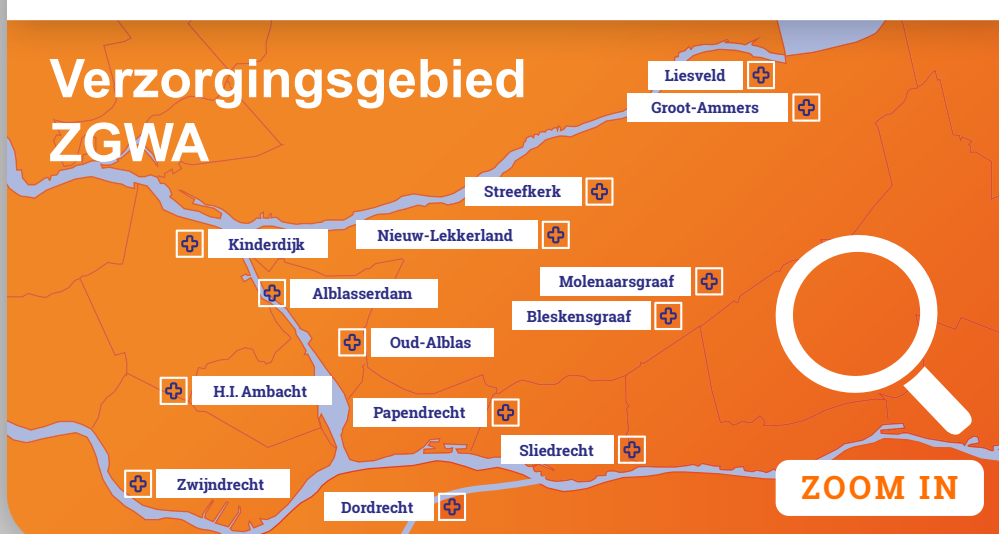 Verzorgingsgebied
ZGWA
Liesveld
Groot-Ammers
Streefkerk
Nieuw-Lekkerland
Kinderdijk
Molenaarsgraaf
Alblasserdam
Bleskensgraaf
Oud-Alblas
H.I. Ambacht
Papendrecht
Sliedrecht
Zwijndrecht
ZOOM IN
Dordrecht